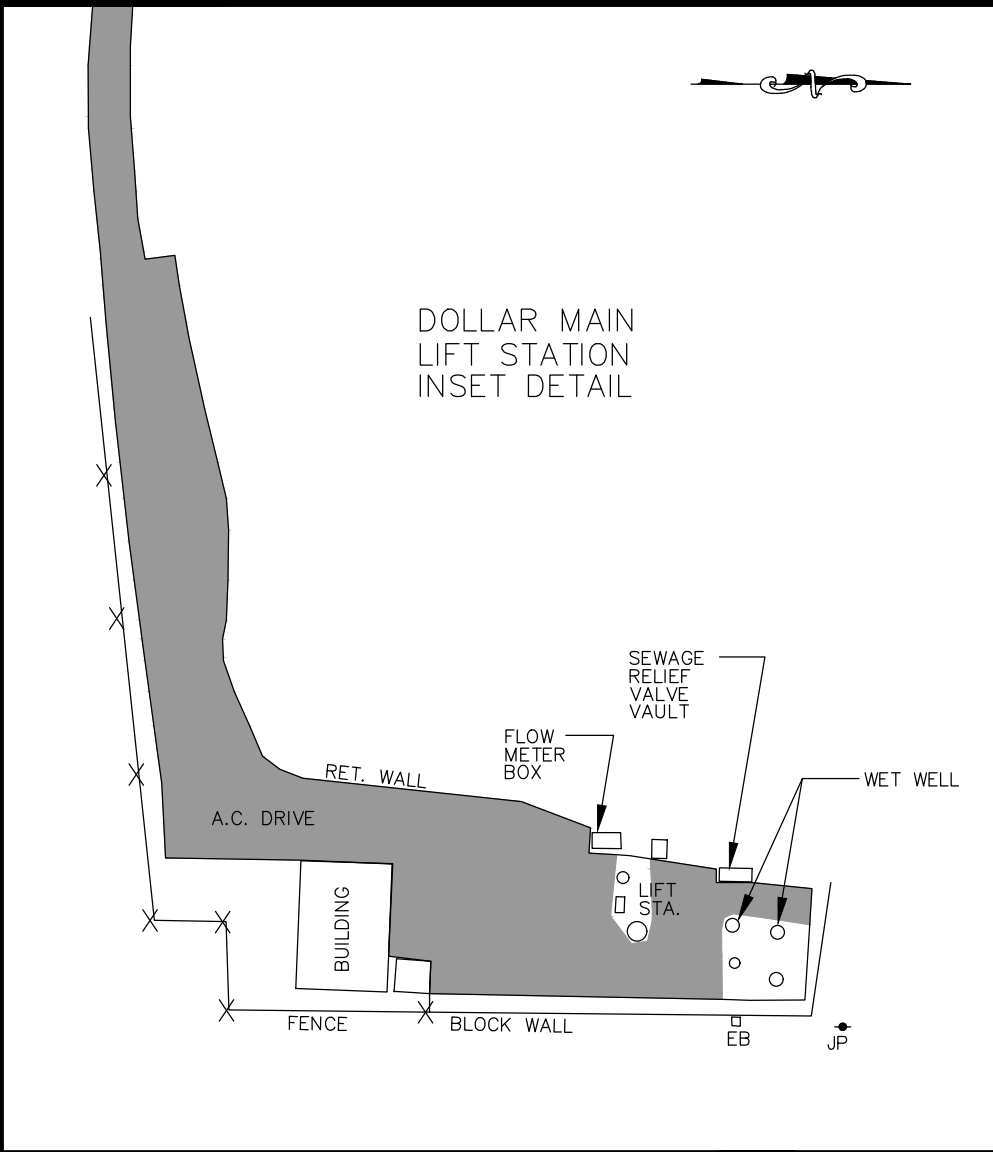 DOLLAR MAIN
LIFT STATION
INSET DETAIL
SEWAGE
RELIEF
VALVE
VAULT
FLOW
METER
BOX
WET WELL
RET. WALL
A.C. DRIVE
LIFT
STA.
BUILDING
FENCE
BLOCK WALL
EB
JP